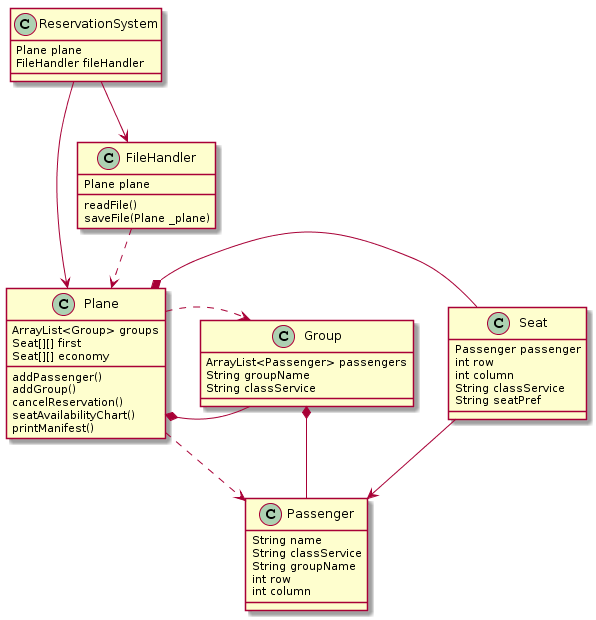 C ReservationSystem
Plane plane
FileHandler fileHandler
C FileHandler
Plane plane
readFile()
saveFile(Plane _plane)
C Plane
ArrayList<Group> groups
Seat[][] first
Seat[][] economy
addPassenger()
addGroup()
cancelReservation()
seatAvailabilityChart()
printManifest()
C Group
ArrayList<Passenger> passengers
String groupName
String classService
C Seat
Passenger passenger
int row
int column
String classService
String seatPref
C Passenger
String name
String classService
String groupName
int row
int column